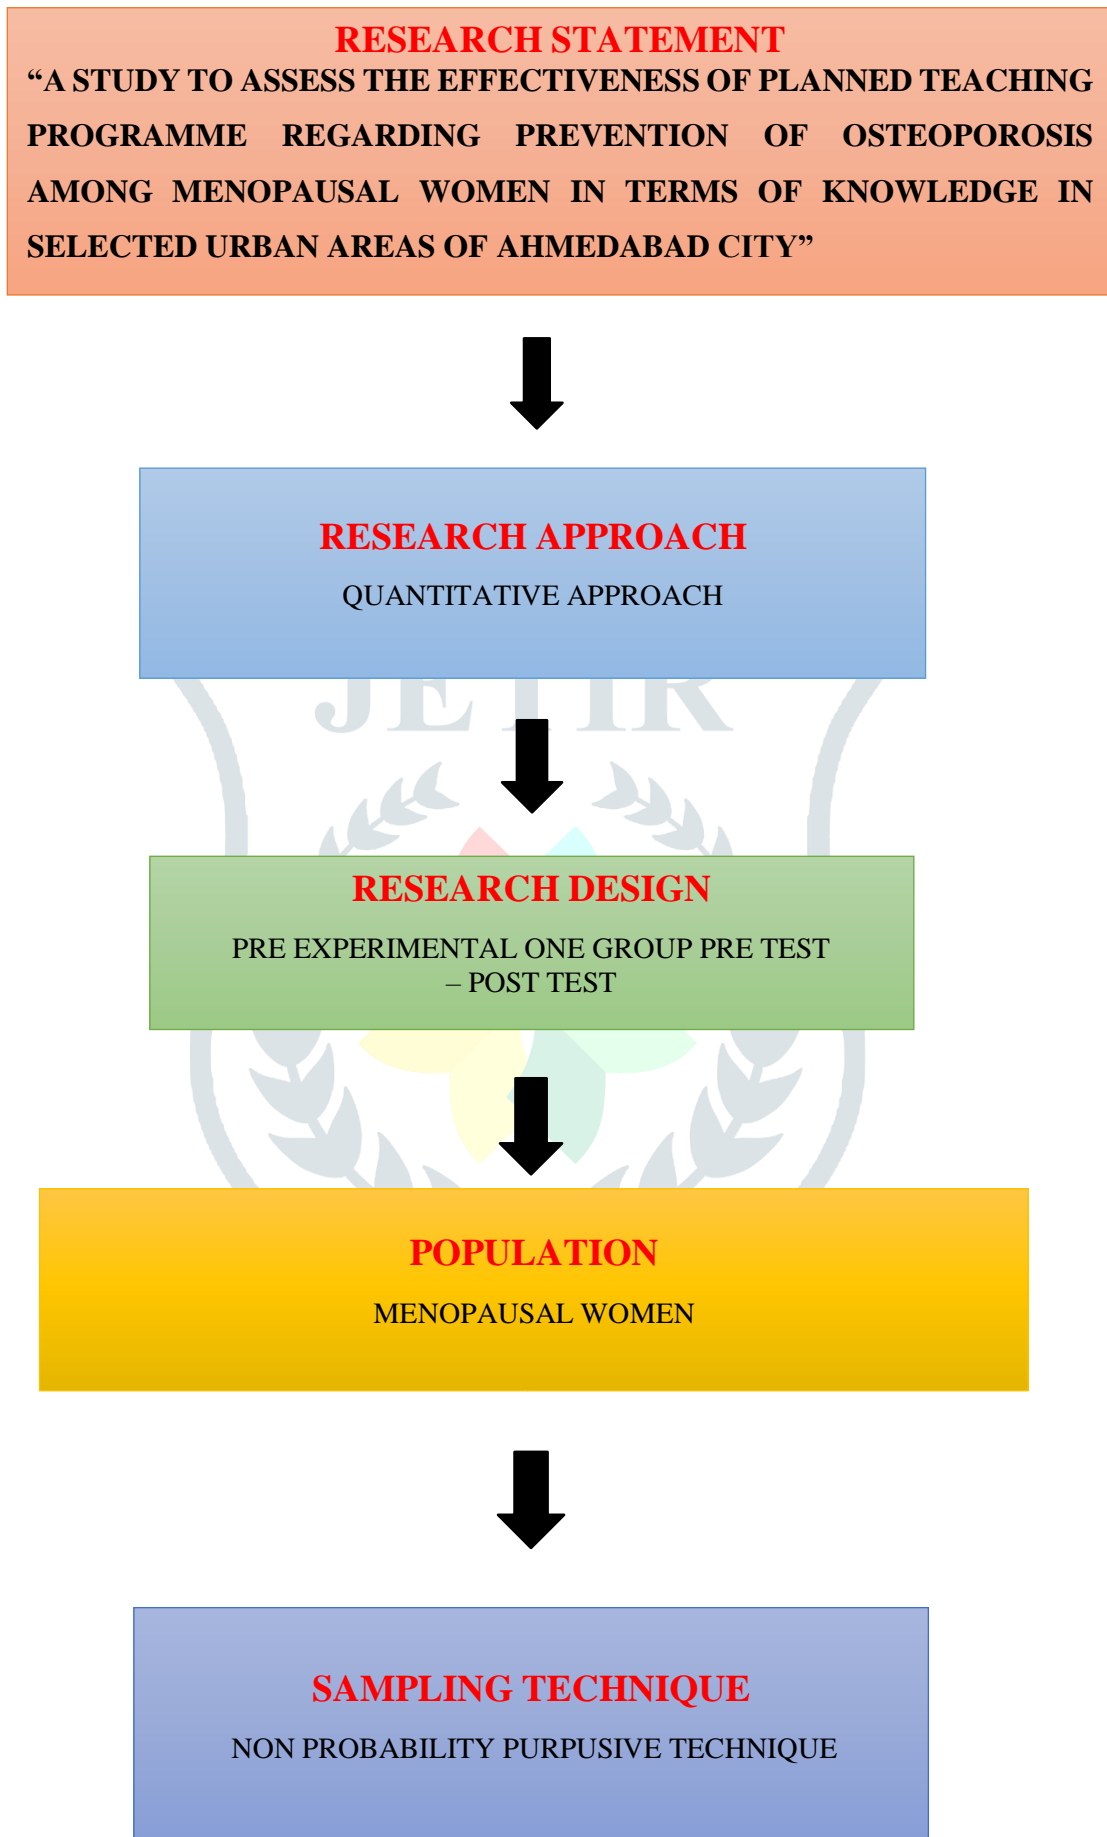 RESEARCH STATEMENT
“A STUDY TO ASSESS THE EFFECTIVENESS OF PLANNED TEACHING
PROGRAMME REGARDING PREVENTION OF OSTEOPOROSIS
AMONG MENOPAUSAL WOMEN IN TERMS OF KNOWLEDGE IN
SELECTED URBAN AREAS OF AHMEDABAD CITY”
RESEARCH APPROACH
QUANTITATIVE APPROACH
JETIR
RESEARCH DESIGN
PRE EXPERIMENTAL ONE GROUP PRE TEST
– POST TEST
POPULATION
MENOPAUSAL WOMEN
SAMPLING TECHNIQUE
NON PROBABILITY PURPUSIVE TECHNIQUE